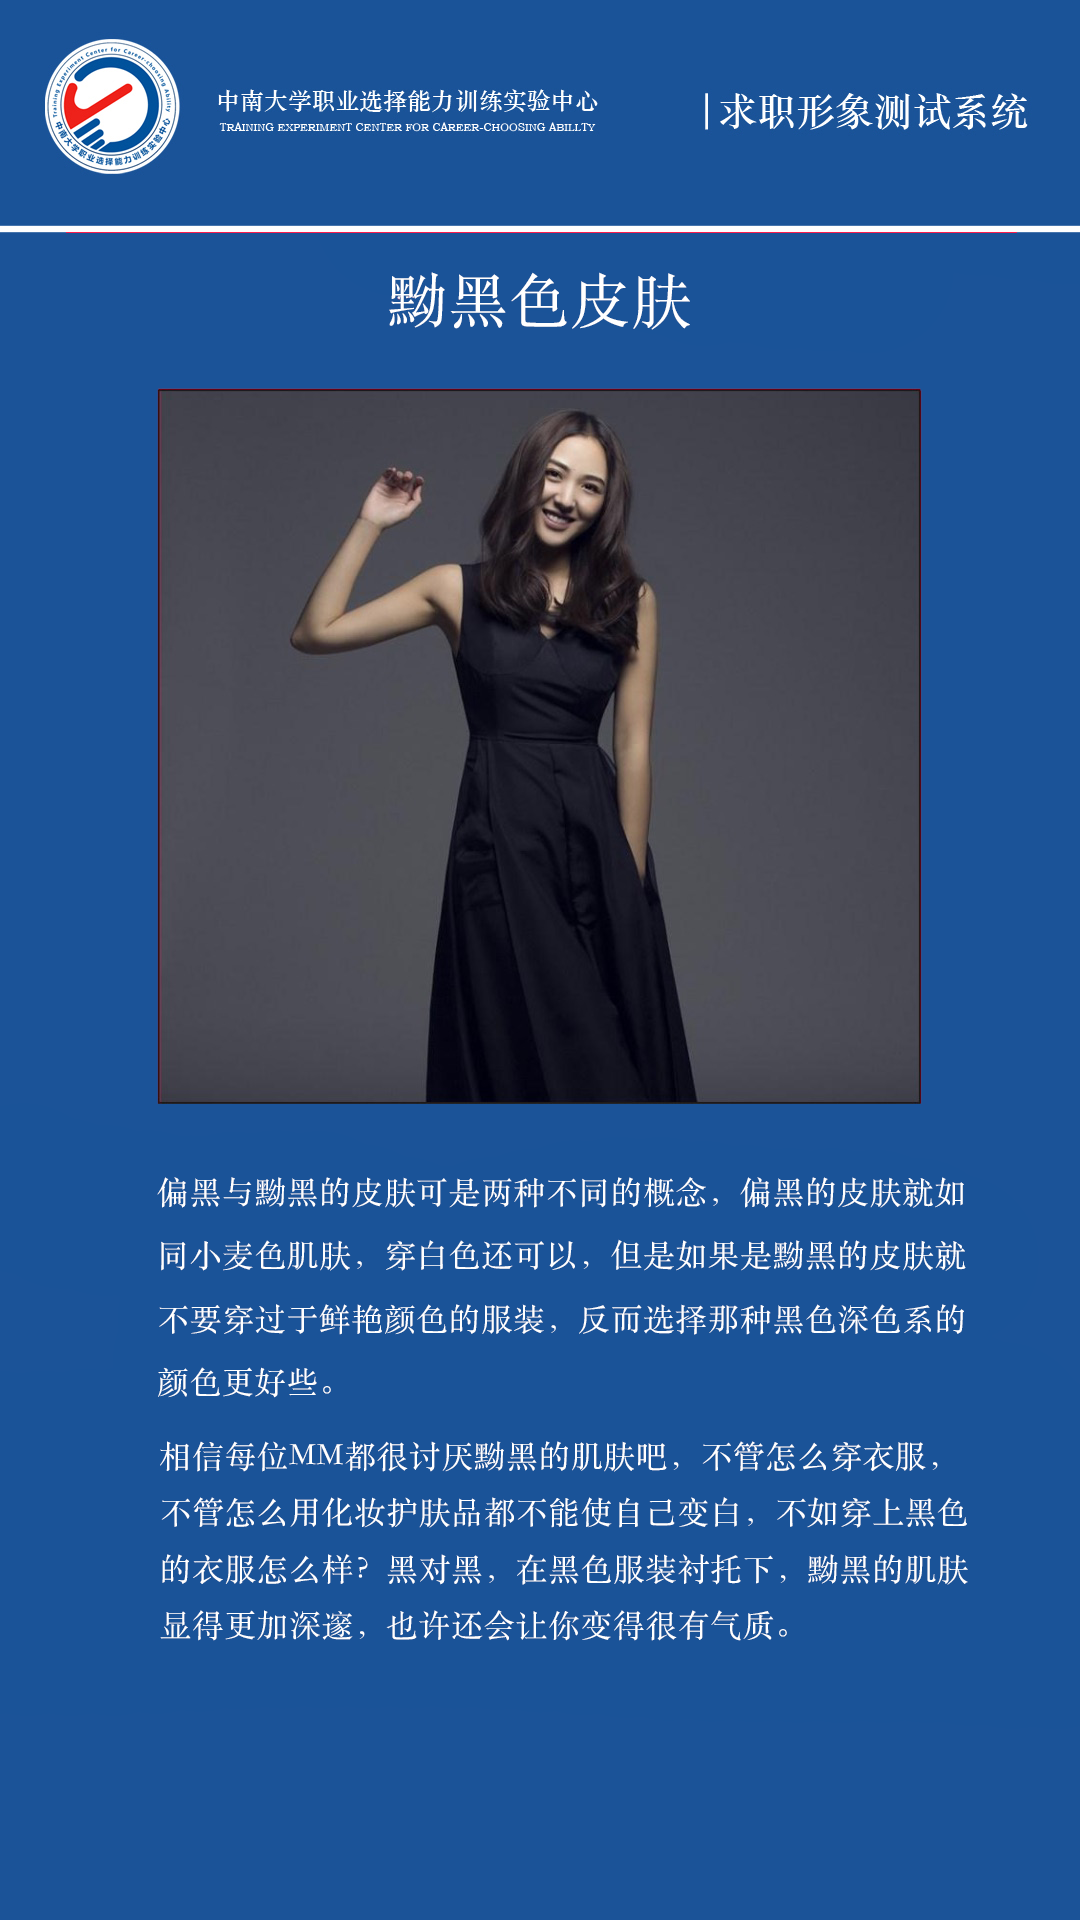 Training Experiment Center for Career-choosing Ability
中南大学职业选择能力训练实验中心
中南大学职业选择能力训练实验中心
TRAINING EXPERIMENT CENTER FOR CAREER-CHOOSING ABILLTY
|求职形象测试系统
黝黑色皮肤
偏黑与黝黑的皮肤可是两种不同的概念，偏黑的皮肤就如
同小麦色肌肤，穿白色还可以，但是如果是黝黑的皮肤就
不要穿过于鲜艳颜色的服装，反而选择那种黑色深色系的
颜色更好些。
相信每位MM都很讨厌黝黑的肌肤吧，不管怎么穿衣服，
不管怎么用化妆护肤品都不能使自己变白，不如穿上黑色
的衣服怎么样？黑对黑，在黑色服装衬托下，黝黑的肌肤
显得更加深邃，也许还会让你变得很有气质。